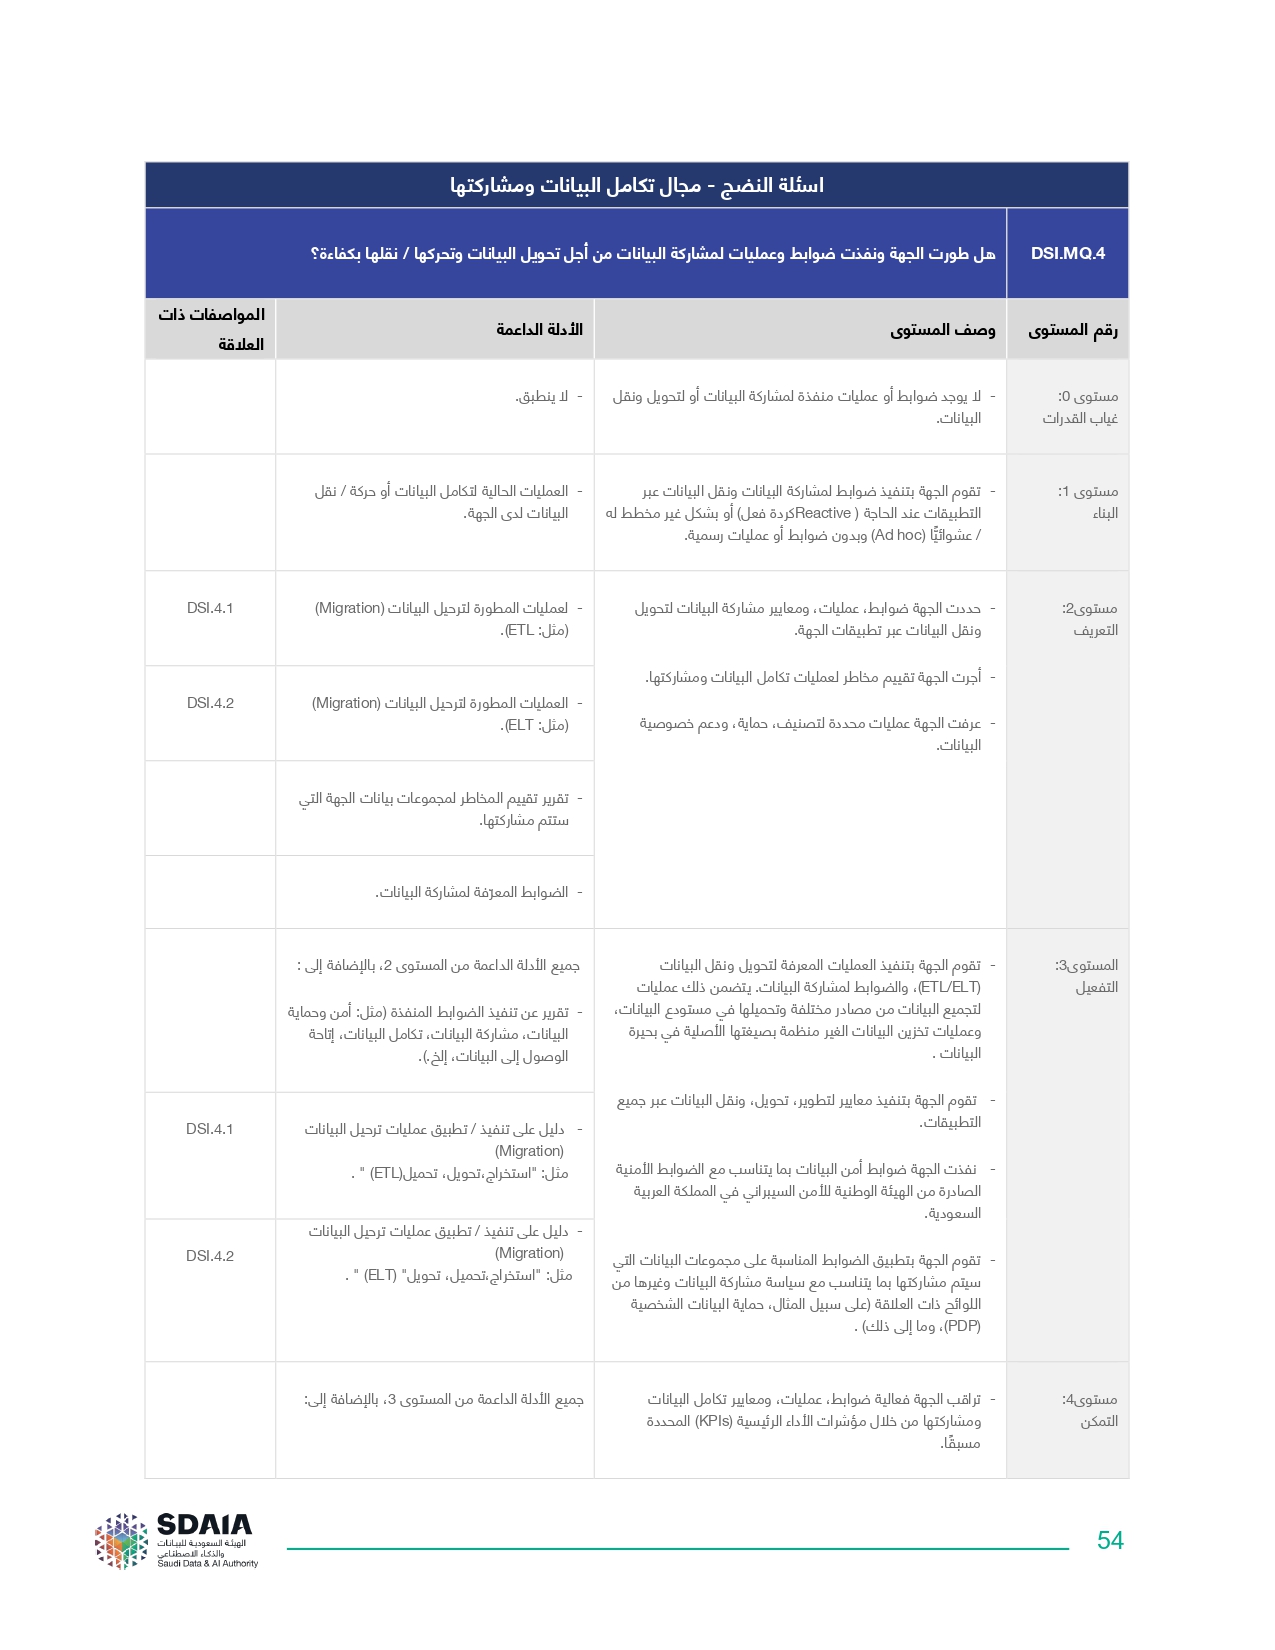 اسئلة النضج - مجال تكامل البيانات ومشاركتها
DSI.MQ.4
هل طورت الجهة ونفذت ضوابط وعمليات لمشاركة البيانات من أجل تحويل البيانات وتحركها / نقلها بكفاءة؟
رقم المستوى
وصف المستوى
الأدلة الداعمة
المواصفات ذات
العلاقة
مستوى 0:
غياب القدرات
- لا يوجد ضوابط أو عمليات منفذة لمشاركة البيانات أو لتحويل ونقل
البيانات.
- لا ينطبق.
مستوى 1:
البناء
- تقوم الجهة بتنفيذ ضوابط لمشاركة البيانات ونقل البيانات عبر
التطبيقات عند الحاجة ( Reactiveكردة فعل) أو بشكل غير مخطط له
/ عشوائيًّا (Ad hoc) وبدون ضوابط أو عمليات رسمية.
- العمليات الحالية لتكامل البيانات أو حركة / نقل
البيانات لدى الجهة.
مستوى2:
التعريف
- حددت الجهة ضوابط، عمليات، ومعايير مشاركة البيانات لتحويل
ونقل البيانات عبر تطبيقات الجهة.
- أجرت الجهة تقييم مخاطر لعمليات تكامل البيانات ومشاركتها.
- عرفت الجهة عمليات محددة لتصنيف، حماية، ودعم خصوصية
البيانات.
- لعمليات المطورة لترحيل البيانات (Migration)
(مثل: ETL).
DSI.4.1
- العمليات المطورة لترحيل البيانات (Migration)
(مثل: ELT).
DSI.4.2
- تقرير تقييم المخاطر لمجموعات بيانات الجهة التي
ستتم مشاركتها.
- الضوابط المعرّفة لمشاركة البيانات.
المستوى3:
التفعيل
- تقوم الجهة بتنفيذ العمليات المعرفة لتحويل ونقل البيانات
(ETL/ELT)، والضوابط لمشاركة البيانات. يتضمن ذلك عمليات
لتجميع البيانات من مصادر مختلفة وتحميلها في مستودع البيانات،
وعمليات تخزين البيانات الغير منظمة بصيغتها الأصلية في بحيرة
البيانات .
- تقوم الجهة بتنفيذ معايير لتطوير، تحويل، ونقل البيانات عبر جميع
التطبيقات.
- نفذت الجهة ضوابط أمن البيانات بما يتناسب مع الضوابط الأمنية
الصادرة من الهيئة الوطنية للأمن السيبراني في المملكة العربية
السعودية.
- تقوم الجهة بتطبيق الضوابط المناسبة على مجموعات البيانات التي
سيتم مشاركتها بما يتناسب مع سياسة مشاركة البيانات وغيرها من
اللوائح ذات العلاقة (على سبيل المثال، حماية البيانات الشخصية
(PDP)، وما إلى ذلك) .
جميع الأدلة الداعمة من المستوى 2، بالإضافة إلى :
- تقرير عن تنفيذ الضوابط المنفذة (مثل: أمن وحماية
البيانات، مشاركة البيانات، تكامل البيانات، إتاحة
الوصول إلى البيانات، إلخ.).
- دليل على تنفيذ / تطبيق عمليات ترحيل البيانات
(Migration)
مثل: "استخراج،تحويل، تحميل(ETL) " .
DSI.4.1
- دليل على تنفيذ / تطبيق عمليات ترحيل البيانات
(Migration)
مثل: "استخراج،تحميل، تحويل" (ELT) " .
DSI.4.2
مستوى4:
التمكن
- تراقب الجهة فعالية ضوابط، عمليات، ومعايير تكامل البيانات
ومشاركتها من خلال مؤشرات الأداء الرئيسية (KPIs) المحددة
مسبقًا.
جميع الأدلة الداعمة من المستوى 3، بالإضافة إلى:
SDAIA
الهيئة السعودية للبيانات
والذكاء الاصطناعي
Saudi Data & AI Authority
54